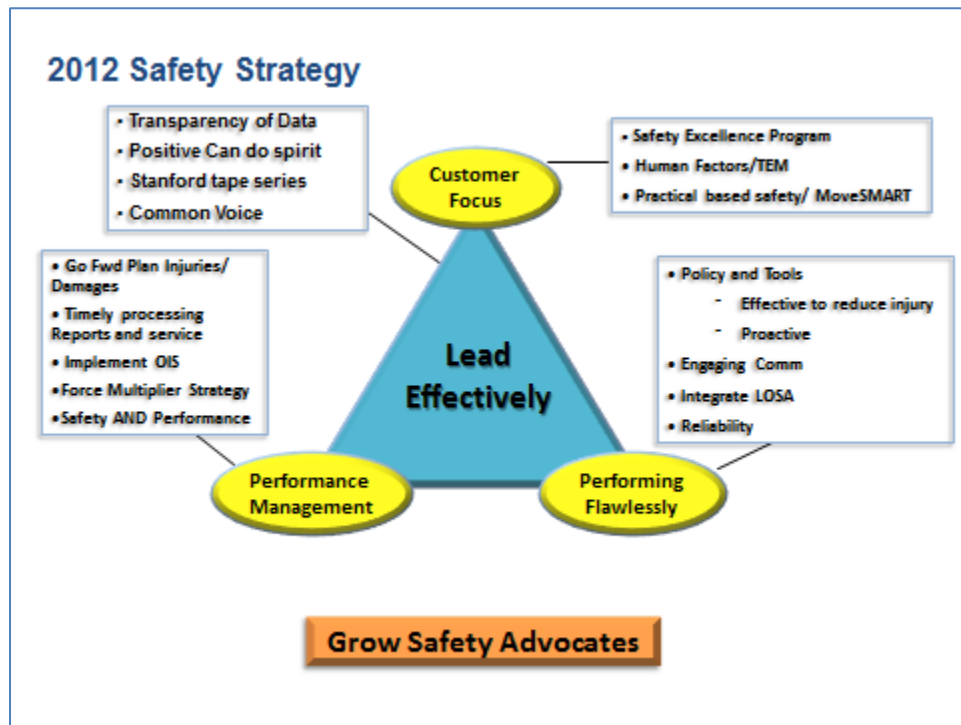 2012 Safety Strategy
• Transparency of Data
• Positive Can do spirit
• Stanford tape series
• Common Voice
Customer
Focus
• Safety Excellence Program
• Human Factors/TEM
• Practical based safety/ MoveSMART
• Go Fwd Plan Injuries/
Damages
• Timely processing
Reports and service
• Implement OIS
•Force Multiplier Strategy
•Safety AND Performance
• Policy and Tools
- Effective to reduce injury
- Proactive
• Engaging Comm
• Integrate LOSA
• Reliability
Lead
Effectively
Performance
Management
Performing
Flawlessly
Grow Safety Advocates